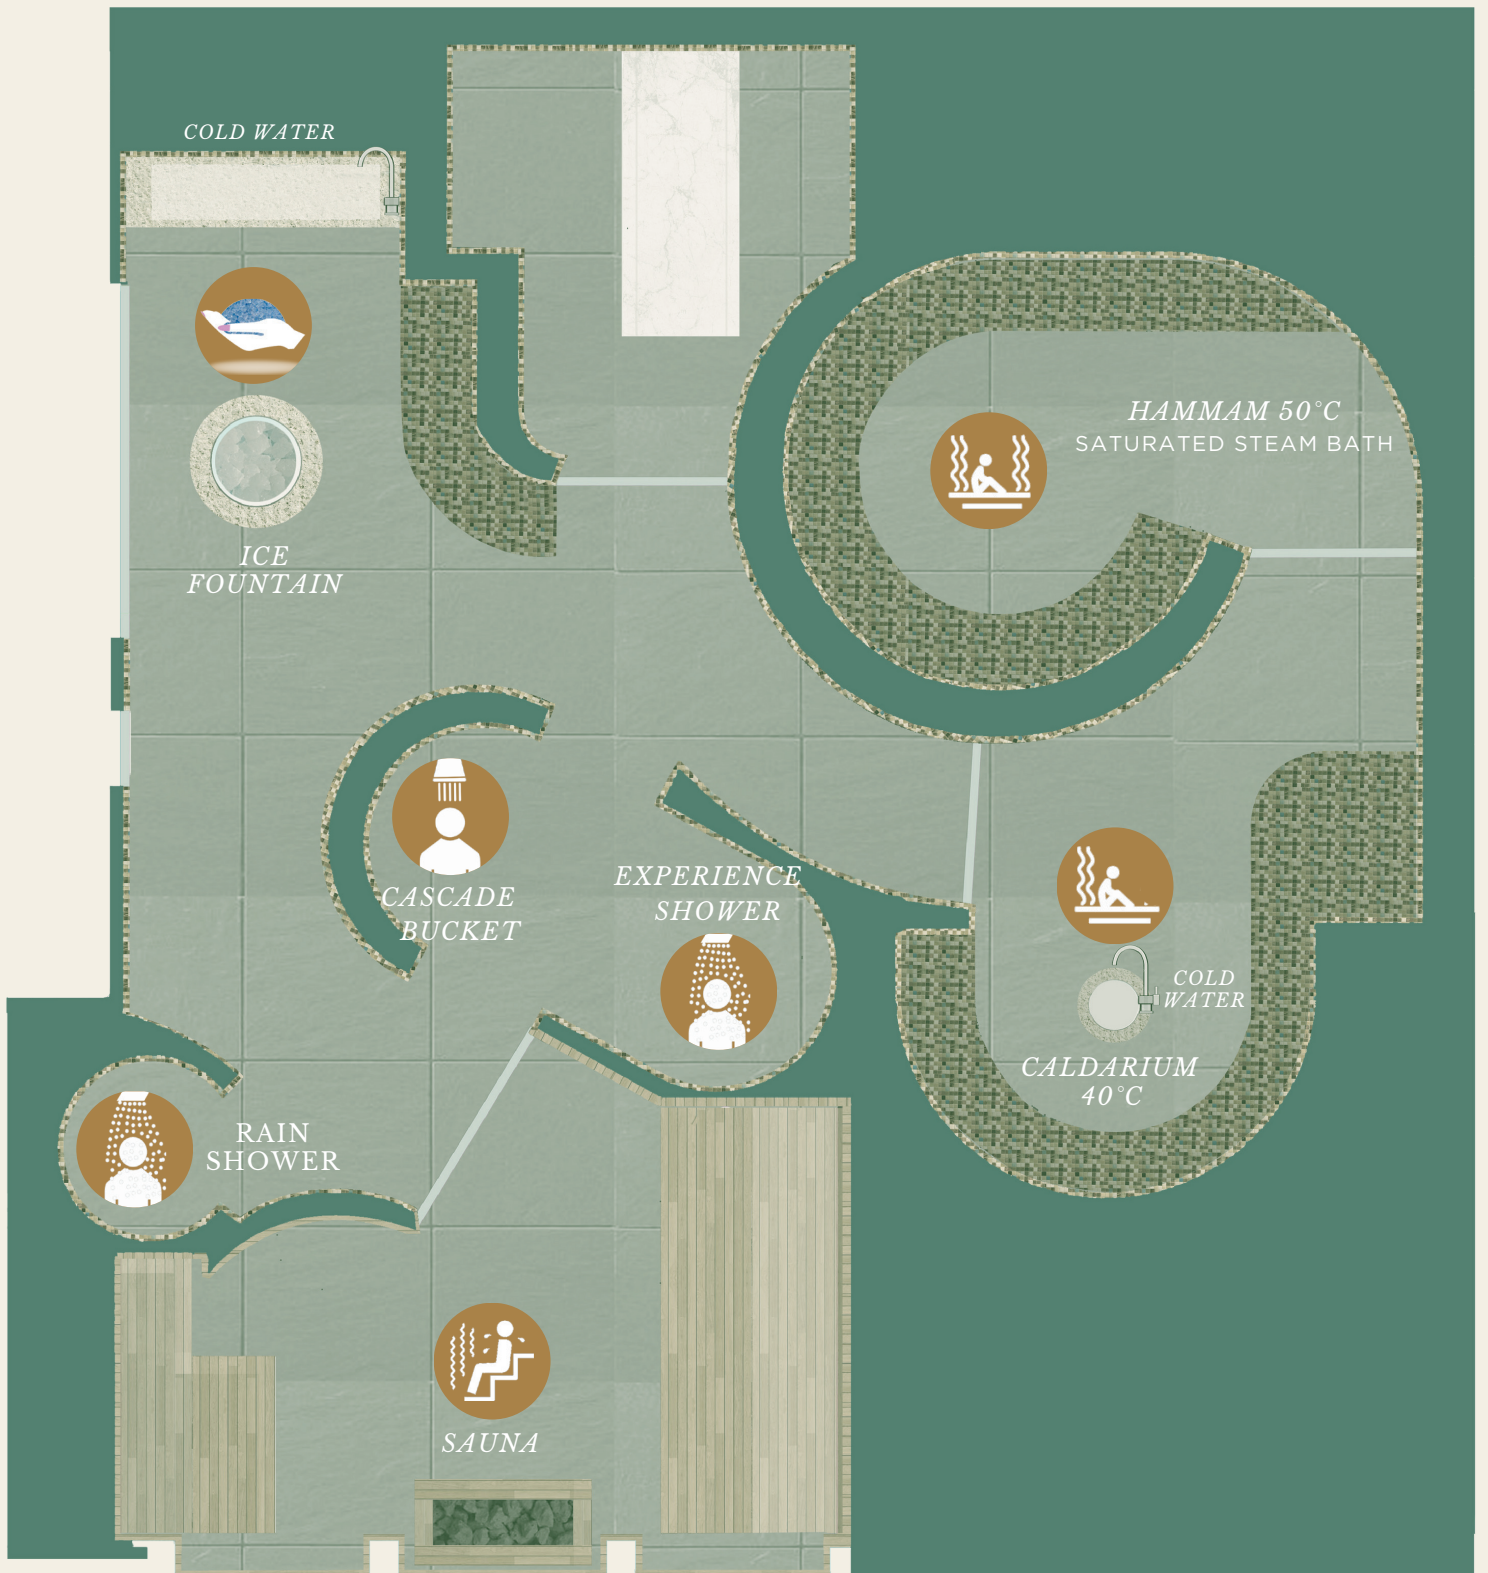 COLD WATER
HAMMAM 50°C
SATURATED STEAM BATH
ICE
FOUNTAIN
CASCADE
BUCKET
EXPERIENCE
SHOWER
COLD
WATER
CALDARIUM
40°C
RAIN
SHOWER
SAUNA